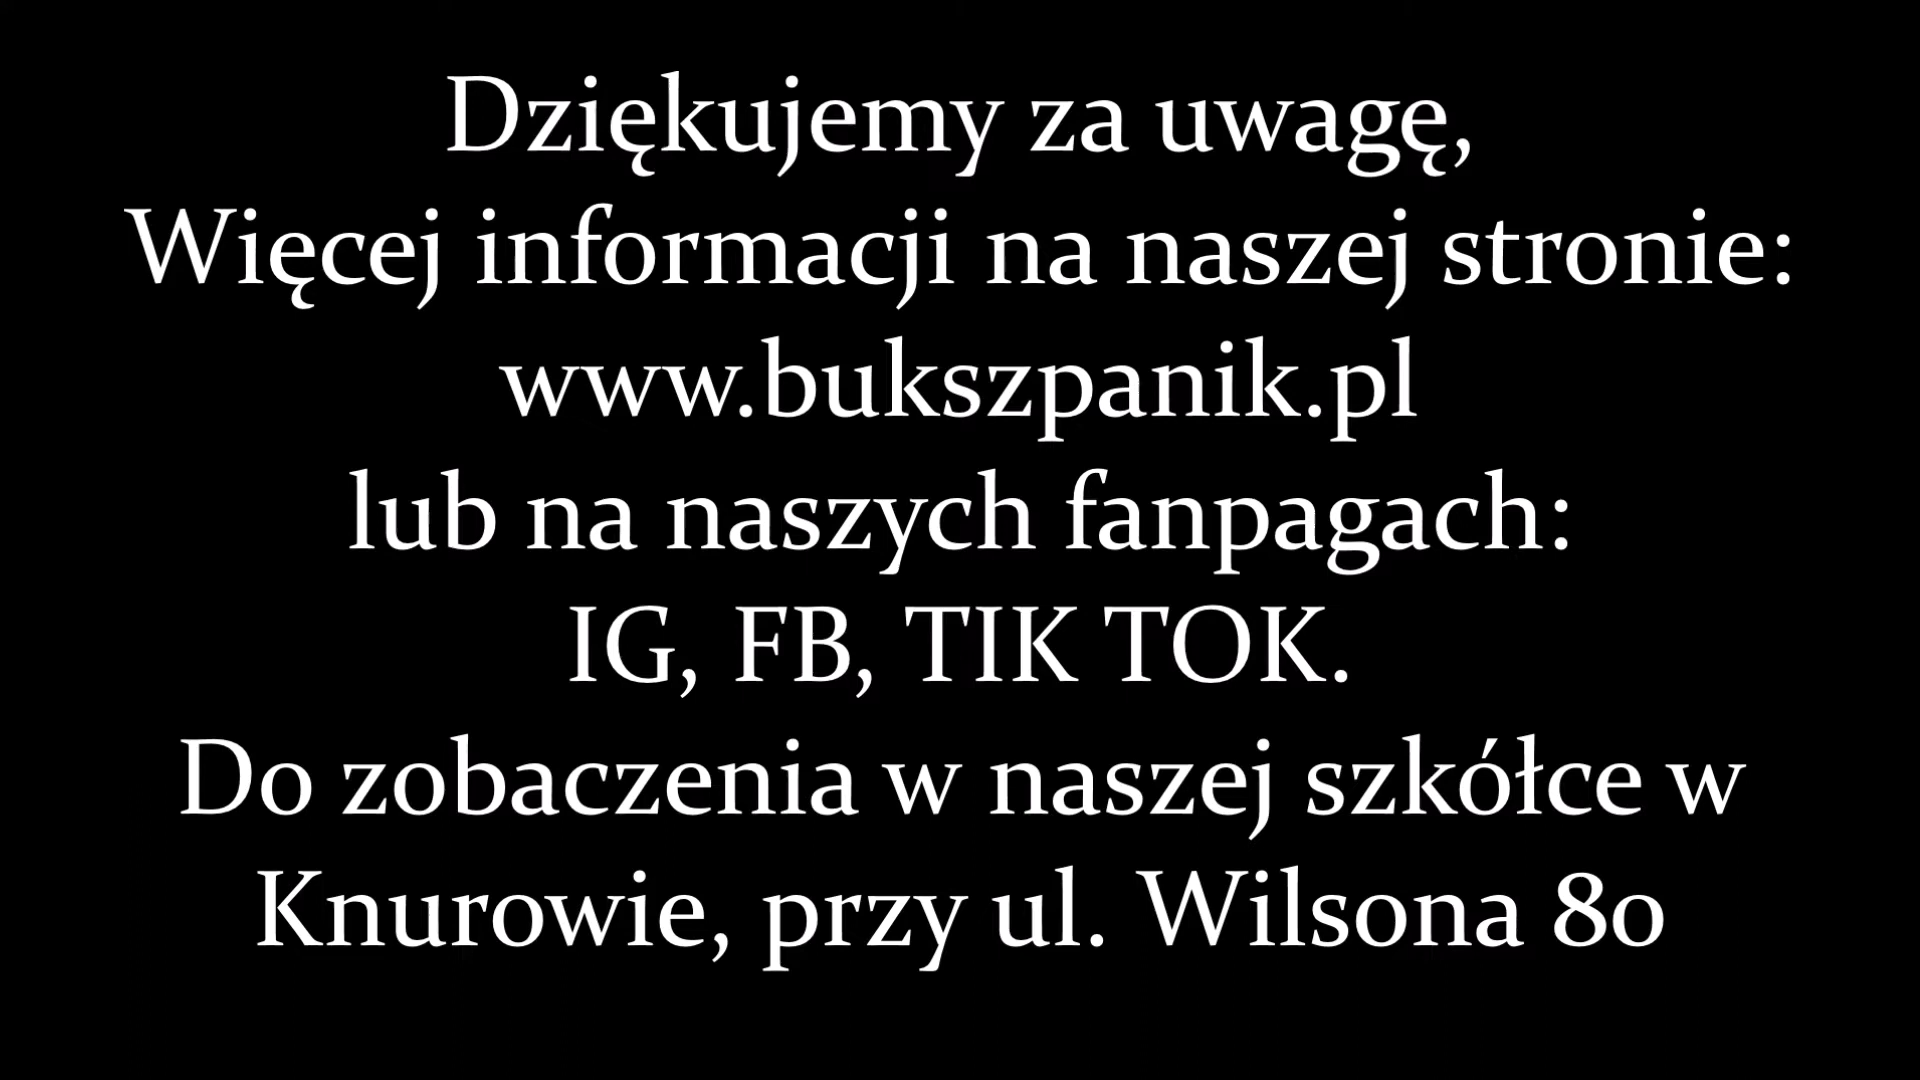 Dziękujemy za uwagę,
Więcej informacji na naszej stronie:
www.bukszpanik.pl
lub na naszych fanpagach:
IG, FB, TIK TOK.
Do zobaczenia w naszej szkółce w
Knurowie, przy ul. Wilsona 80